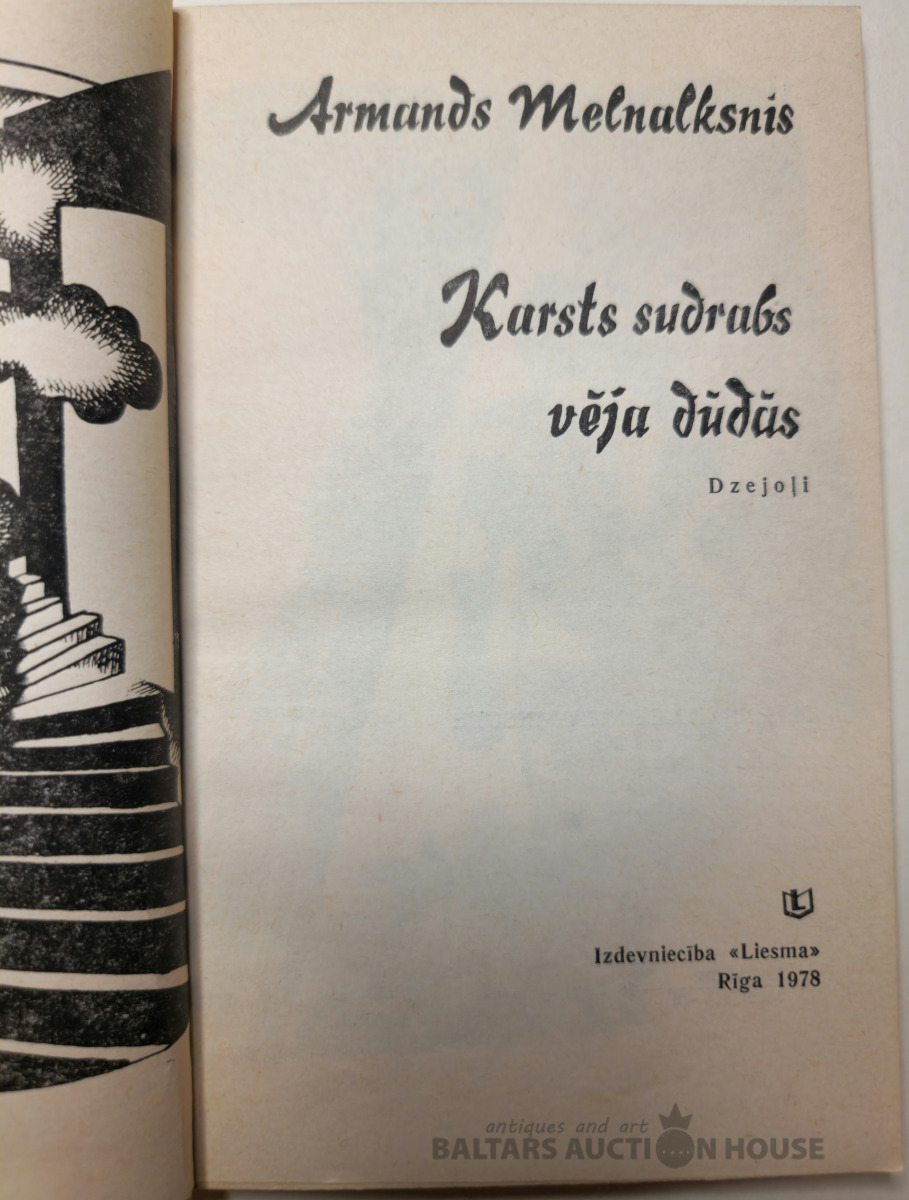 Armands Melnalksnis
Karsts sudrabs
vēja dūdās
Dzejoļi
L
Izdevniecība «Liesma»
Rīga 1978
antiques and art
BALTARS AUCTION HOUSE